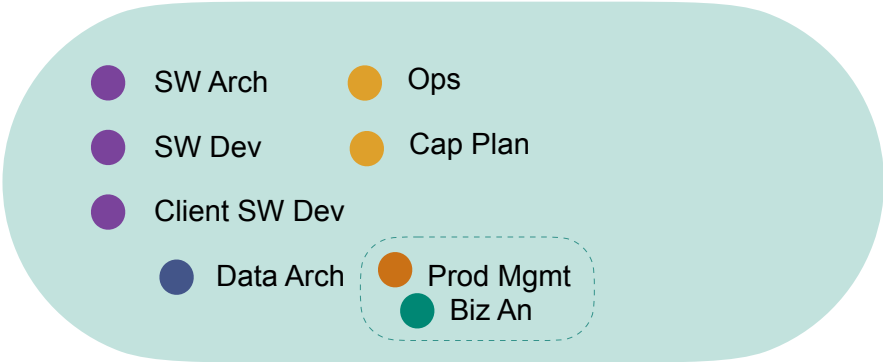 SW Arch
Ops
SW Dev
Cap Plan
Client SW Dev
Data Arch
Prod Mgmt
Biz An